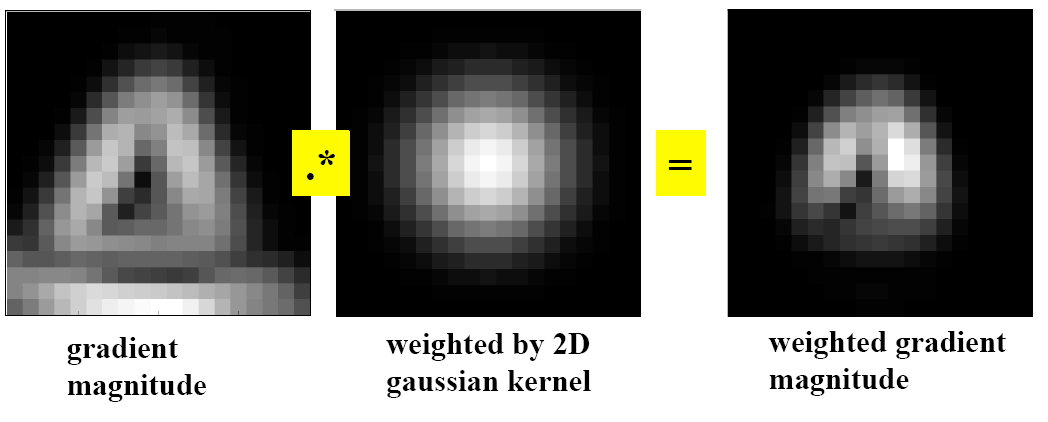 .*
=
gradient
magnitude
weighted by 2D
gaussian kernel
weighted gradient
magnitude